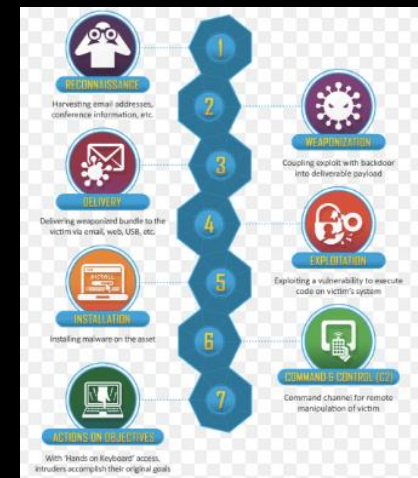 1
RECONNAISSANCE
Harvesting email addresses,
conference information, etc.
2
WEAPONIZATION
Coupling exploit with backdoor
into deliverable payload
3
DELIVERY
Delivering weaponized bundle to the
victim via email, web, USB, etc.
4
EXPLOITATION
Exploiting a vulnerability to execute
code on victim's system
5
INSTALL
INSTALLATION
Installing malware on the asset
6
COMMAND & CONTROL (C2)
Command channel for remote
manipulation of victim
7
ACTIONS ON OBJECTIVES
With 'Hands on Keyboard' access,
intruders accomplish their original goals